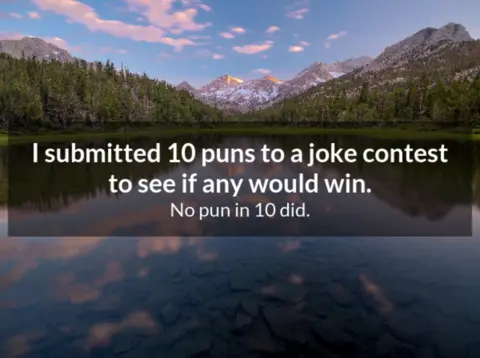 I submitted 10 puns to a joke contest
to see if any would win.
No pun in 10 did.